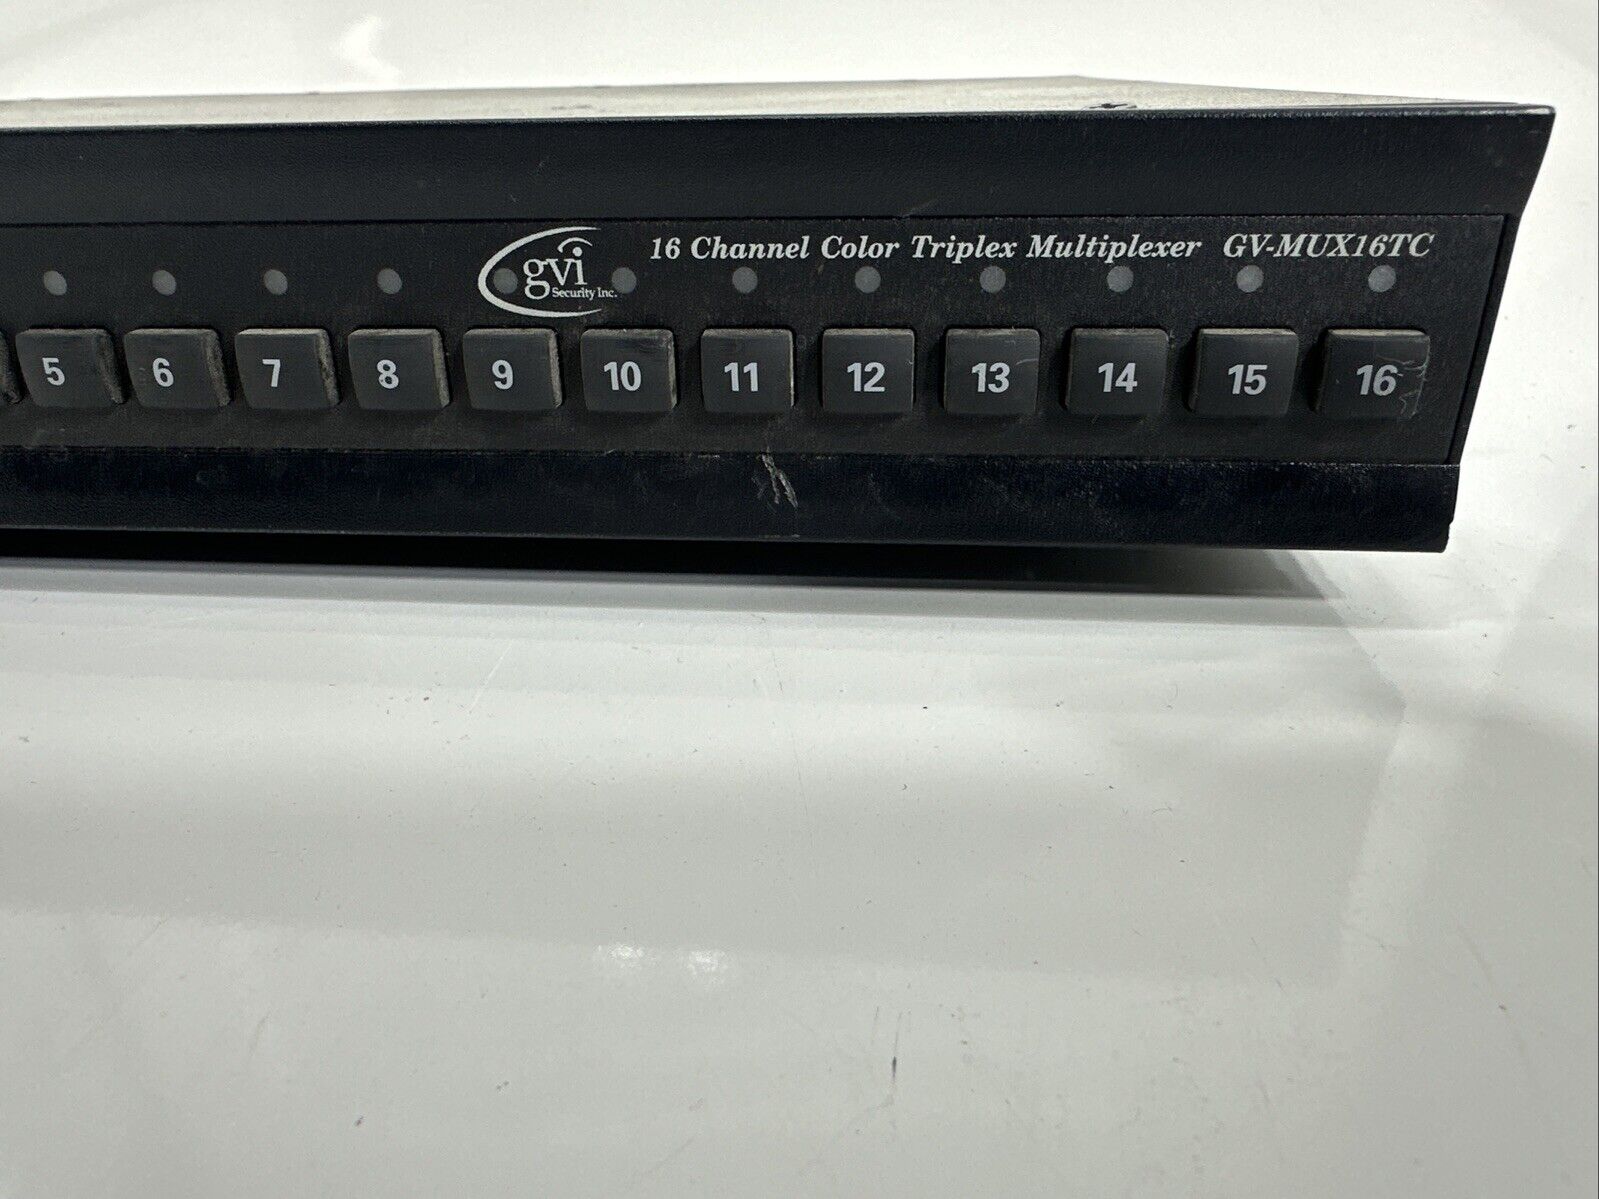 16 Channel Color Triplex Multiplexer GV-MUX16TC
gvi
Security Inc.
5 6 7 8 9 10 11 12 13 14 15 16